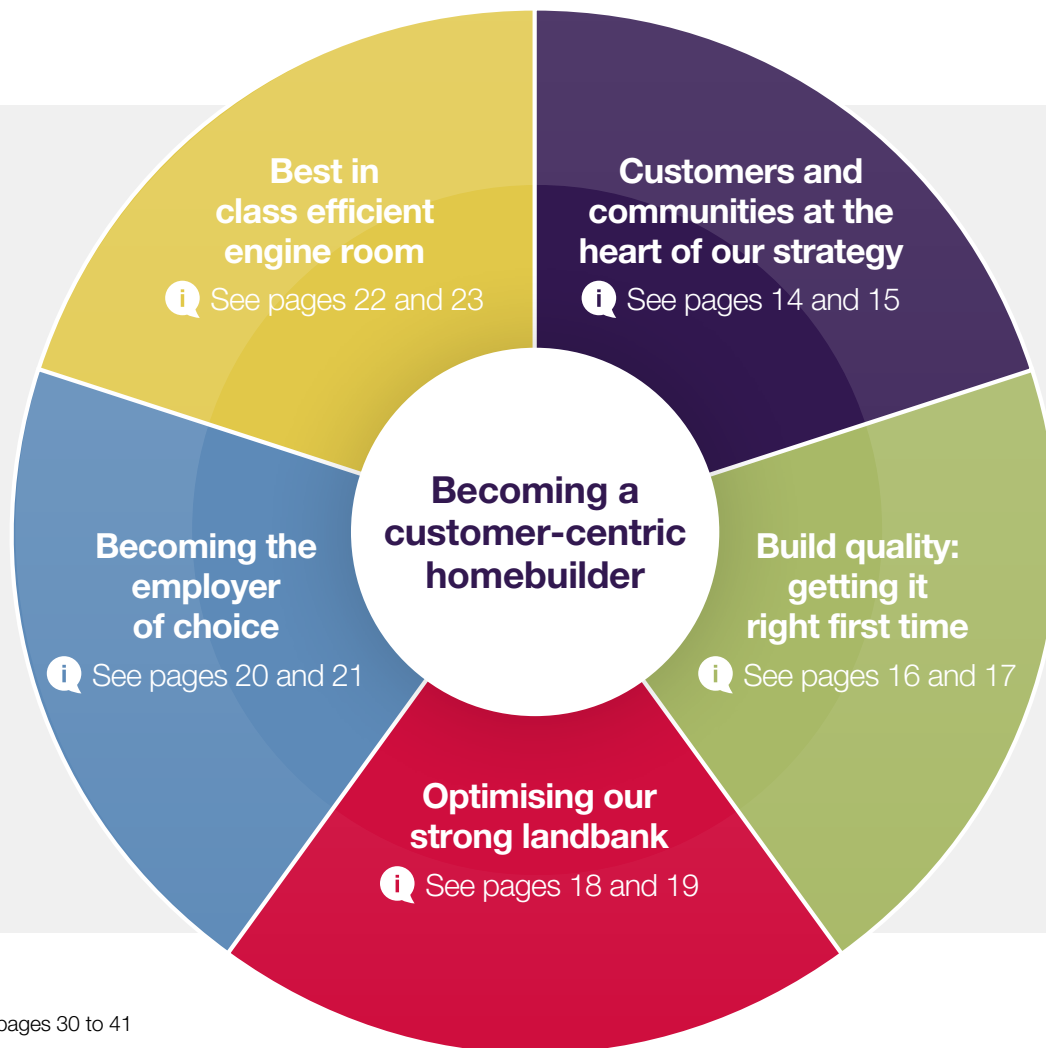 Best in
class efficient
engine room
i See pages 22 and 23
Customers and
communities at the
heart of our strategy
i See pages 14 and 15
Becoming a
customer-centric
homebuilder
Becoming the
employer
of choice
i See pages 20 and 21
Build quality:
getting it
right first time
i See pages 16 and 17
Optimising our
strong landbank
i See pages 18 and 19
pages 30 to 41